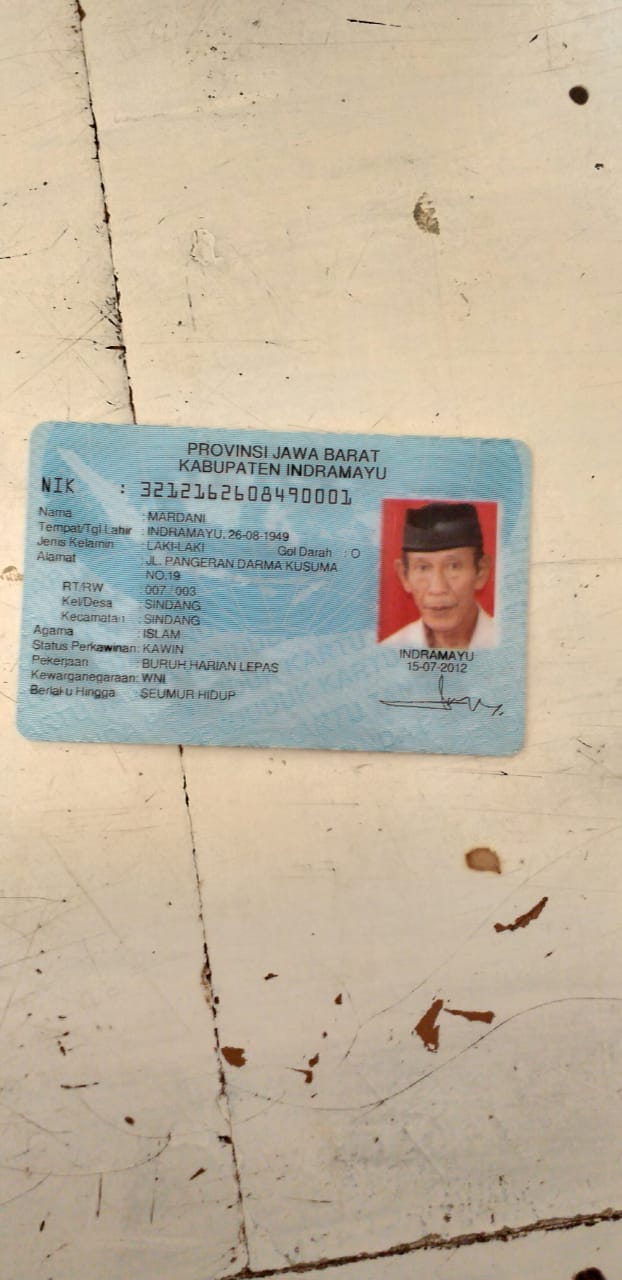 PROVINSI JAWA BARAT
KABUPATEN INDRAMAYU
NIK : 3212162608490001
Nama : MARDANI
Tempat/Tgl Lahir : INDRAMAYU, 26-08-1949
Jenis Kelamin : LAKI-LAKI Gol Darah : O
Alamat : JL. PANGERAN DARMA KUSUMA
NO.19
RT/RW : 007 / 003
Kel/Desa : SINDANG
Kecamatan : SINDANG
Agama : ISLAM
Status Perkawinan: KAWIN
Pekerjaan : BURUH HARIAN LEPAS
Kewarganegaraan: WNI
Berlaku Hingga : SEUMUR HIDUP
INDRAMAYU
15-07-2012